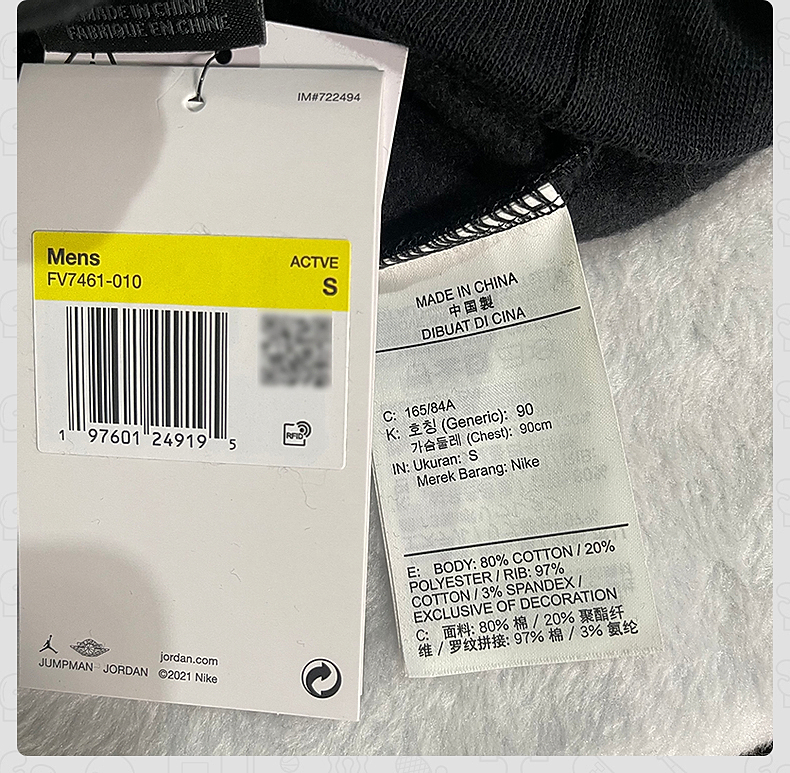 MADE IN CHINA
FABRIQUE EN CHINE
IM#722494
Mens
FV7461-010
ACTVE
S
1 97601 24919 5
RFID
JUMPMAN JORDAN
jordan.com
©2021 Nike
MADE IN CHINA
中国製
DIBUAT DI CINA
C: 165/84A
K: 호칭 (Generic): 90
가슴둘레 (Chest): 90cm
IN: Ukuran: S
Merek Barang: Nike
E: BODY: 80% COTTON / 20%
POLYESTER / RIB: 97%
COTTON / 3% SPANDEX /
EXCLUSIVE OF DECORATION
C: 面料: 80% 棉 / 20% 聚酯纤
维 / 罗纹拼接: 97% 棉 / 3% 氨纶